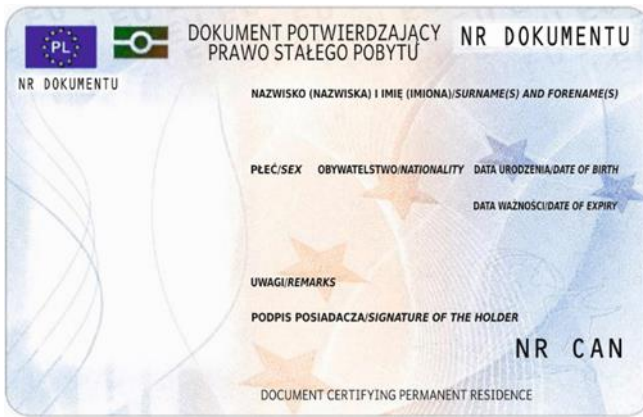 PL
DOKUMENT POTWIERDZAJĄCY
PRAWO STAŁEGO POBYTU
NR DOKUMENTU
NR DOKUMENTU
NAZWISKO (NAZWISKA) I IMIĘ (IMIONA)/SURNAME(S) AND FORENAME(S)
PŁEĆ/SEX OBYWATELSTWO/NATIONALITY DATA URODZENIA/DATE OF BIRTH
DATA WAŻNOŚCI/DATE OF EXPIRY
UWAGI/REMARKS
PODPIS POSIADACZA/SIGNATURE OF THE HOLDER
NR CAN
DOCUMENT CERTIFYING PERMANENT RESIDENCE